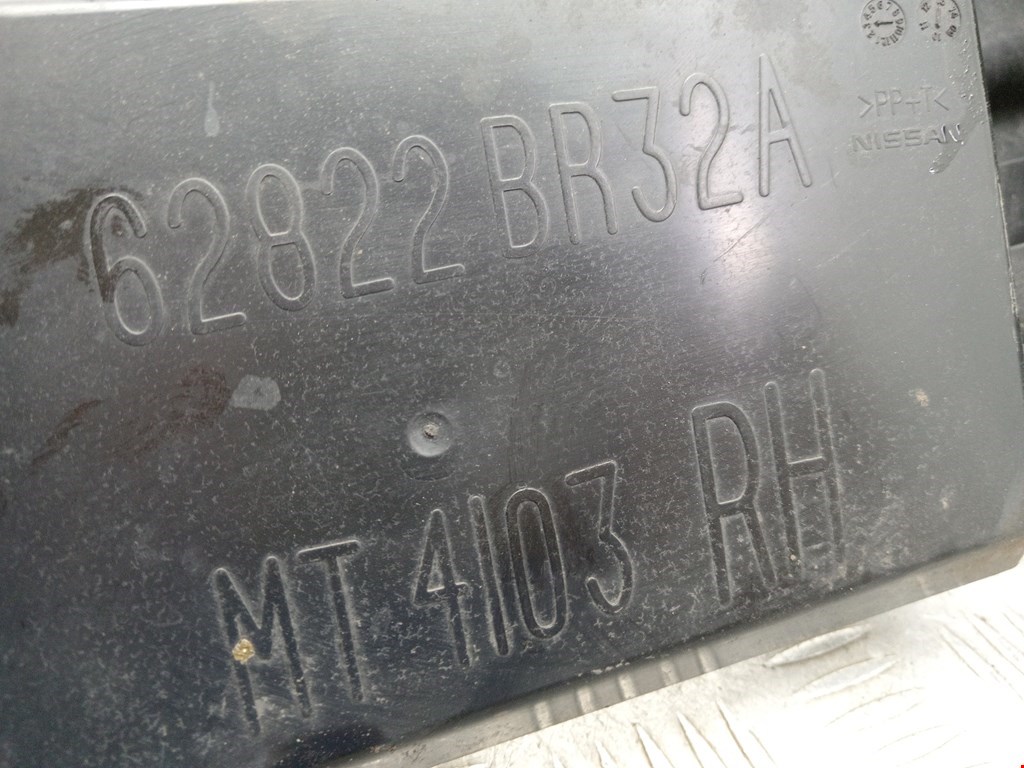 >PP+T<
NISSAN
62822 BR32A
MT 4103 RH